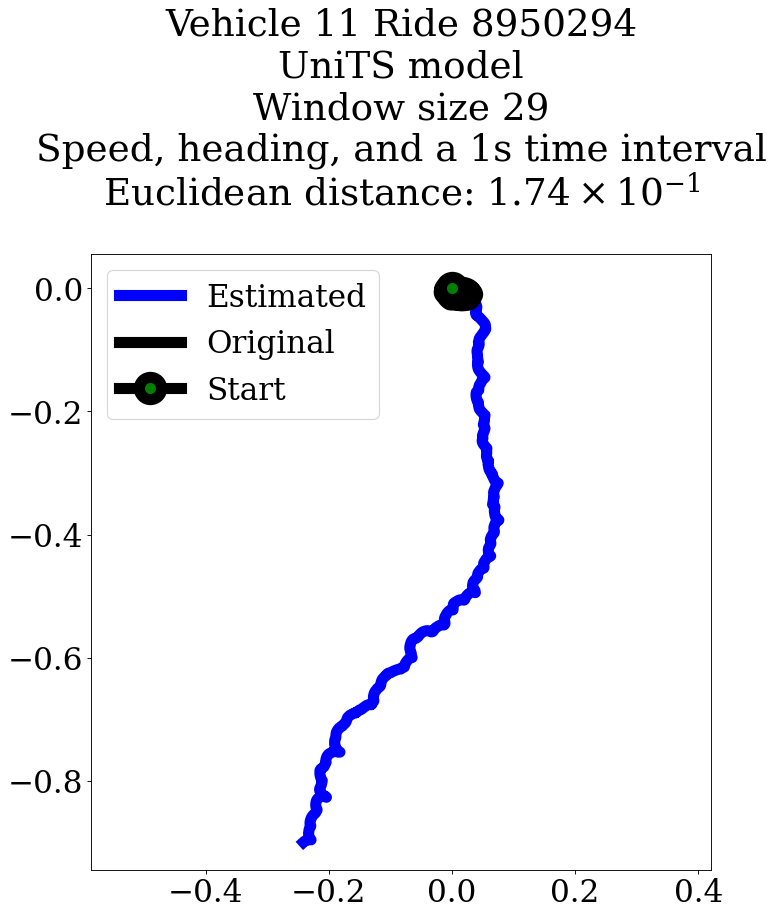 Vehicle 11 Ride 8950294
UniTS model
Window size 29
Speed, heading, and a 1s time interval
Euclidean distance: 1.74 × 10⁻¹
Estimated
Original
Start
0.0
−0.2
−0.4
−0.6
−0.8
−0.4 −0.2 0.0 0.2 0.4